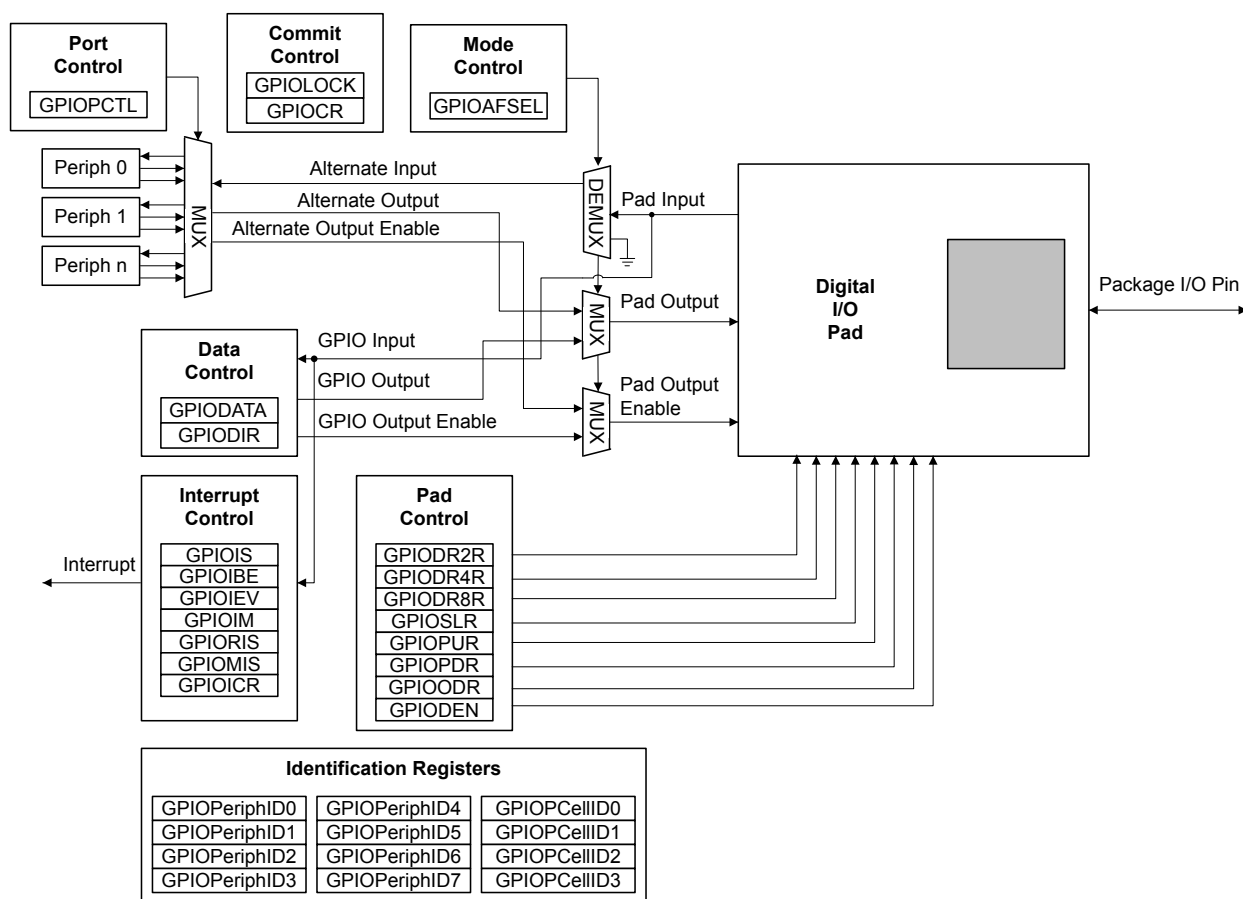 Port
Control
GPIOPCTL
Commit
Control
GPIOLOCK
GPIOCR
Mode
Control
GPIOAFSEL
Periph 0
Periph 1
Periph n
MUX
Alternate Input
Alternate Output
Alternate Output Enable
DEMUX
Pad Input
MUX
Pad Output
MUX
Pad Output
Enable
Digital
I/O
Pad
Package I/O Pin
Data
Control
GPIODATA
GPIODIR
GPIO Input
GPIO Output
GPIO Output Enable
Interrupt
Control
GPIOIS
GPIOIBE
GPIOIEV
GPIOIM
GPIORIS
GPIOMIS
GPIOICR
Interrupt
Pad
Control
GPIODR2R
GPIODR4R
GPIODR8R
GPIOSLR
GPIOPUR
GPIOPDR
GPIOODR
GPIODEN
Identification Registers
GPIOPeriphID0
GPIOPeriphID1
GPIOPeriphID2
GPIOPeriphID3
GPIOPeriphID4
GPIOPeriphID5
GPIOPeriphID6
GPIOPeriphID7
GPIOPCellID0
GPIOPCellID1
GPIOPCellID2
GPIOPCellID3